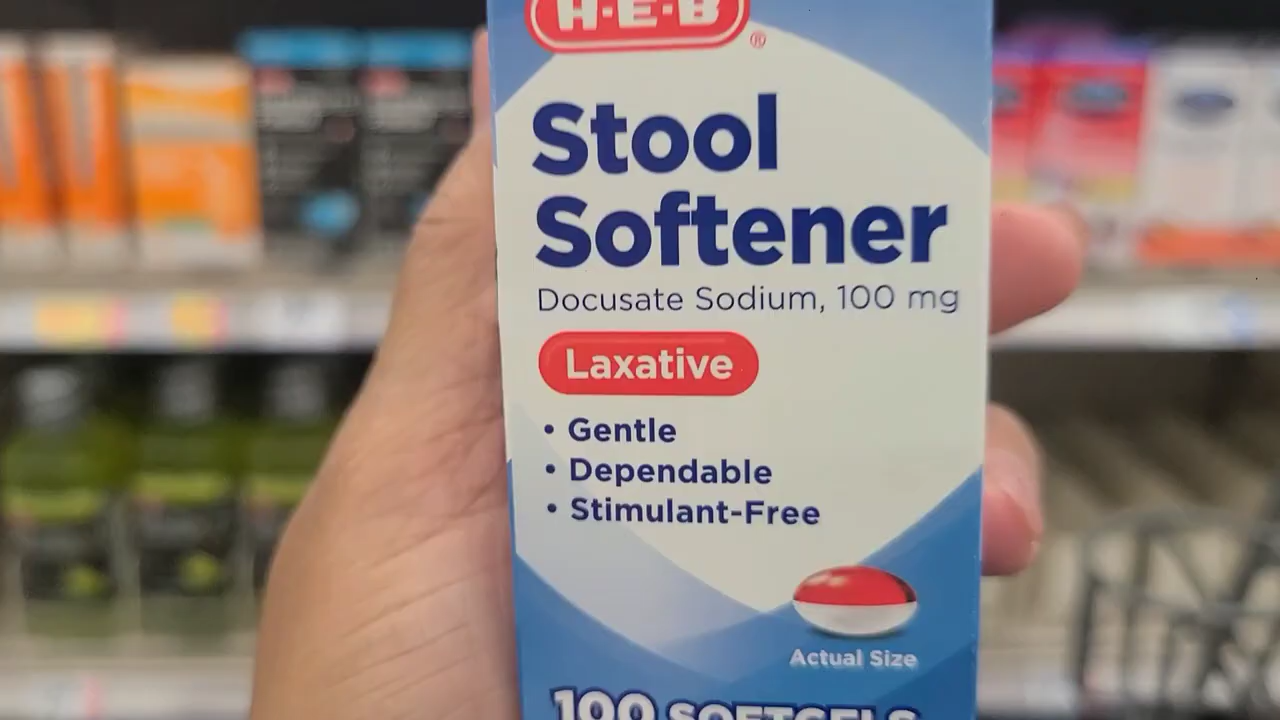 H-E-B
®
Stool
Softener
Docusate Sodium, 100 mg
Laxative
• Gentle
• Dependable
• Stimulant-Free
Actual Size
100 SOFTGELS